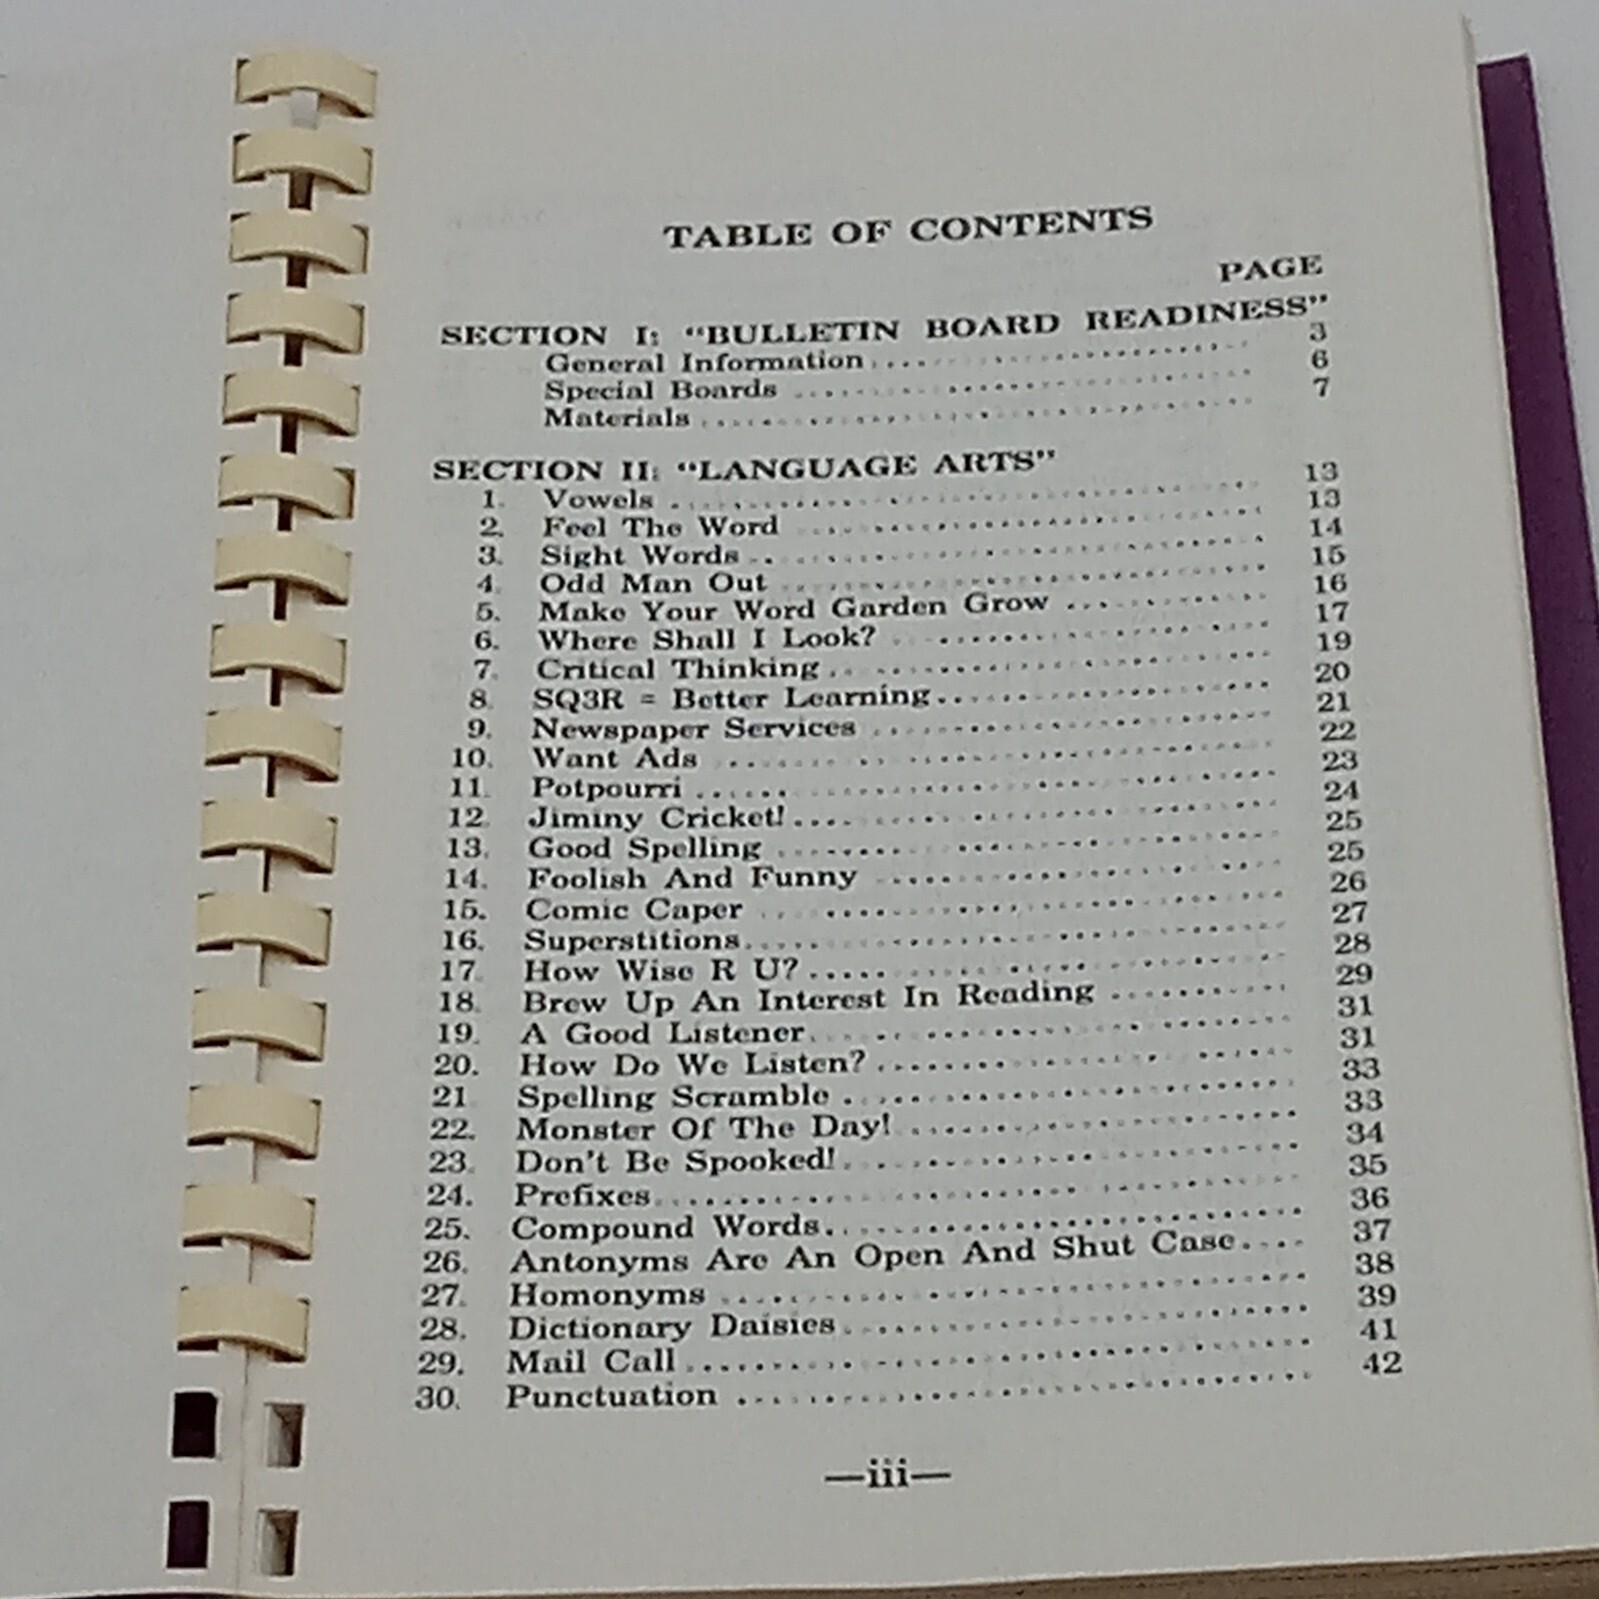 TABLE OF CONTENTS
PAGE
SECTION I: "BULLETIN BOARD READINESS"
General Information 3
Special Boards 6
Materials 7
SECTION II: "LANGUAGE ARTS"
1. Vowels 13
2. Feel The Word 13
3. Sight Words 14
4. Odd Man Out 15
5. Make Your Word Garden Grow 16
6. Where Shall I Look? 17
7. Critical Thinking 19
8. SQ3R = Better Learning 20
9. Newspaper Services 21
10. Want Ads 22
11. Potpourri 23
12. Jiminy Cricket! 24
13. Good Spelling 25
14. Foolish And Funny 25
15. Comic Caper 26
16. Superstitions 27
17. How Wise R U? 28
18. Brew Up An Interest In Reading 29
19. A Good Listener 31
20. How Do We Listen? 31
21 Spelling Scramble 33
22. Monster Of The Day! 33
23. Don't Be Spooked! 34
24. Prefixes 35
25. Compound Words 36
26. Antonyms Are An Open And Shut Case 37
27. Homonyms 38
28. Dictionary Daisies 39
29. Mail Call 41
30. Punctuation 42
—iii—